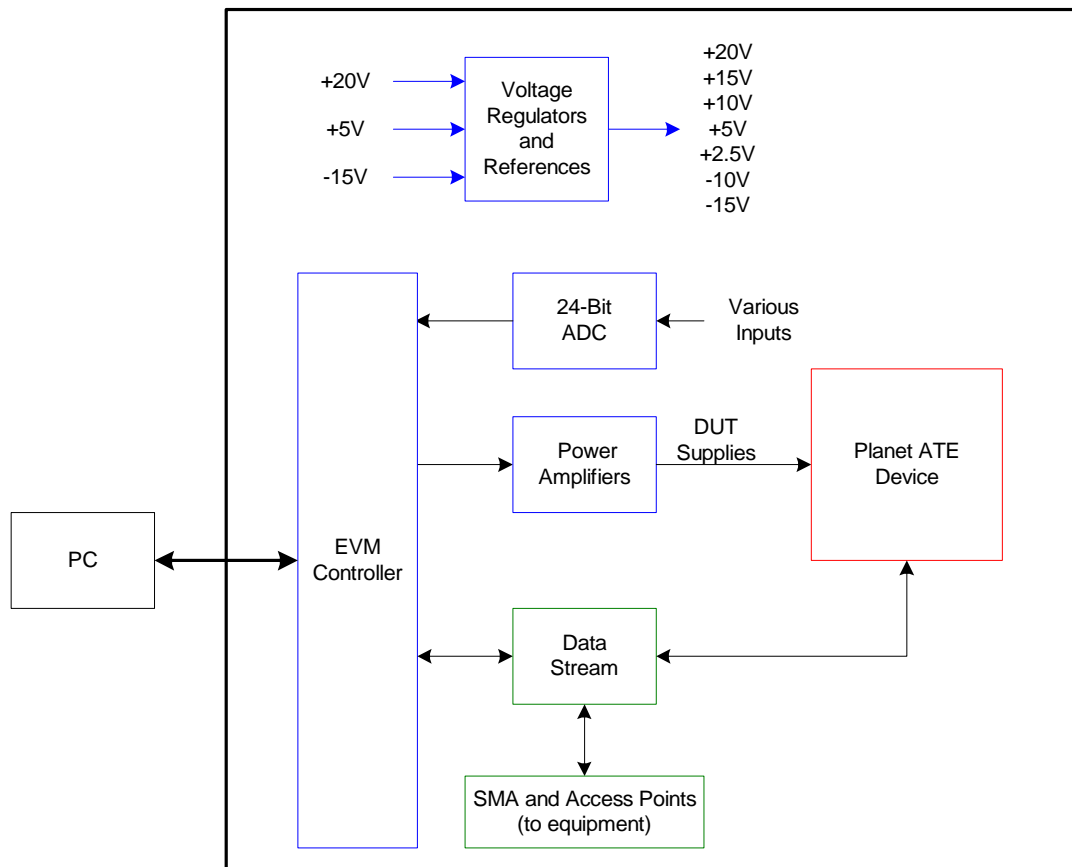 +20V
+5V
-15V
Voltage
Regulators
and
References
+20V
+15V
+10V
+5V
+2.5V
-10V
-15V
24-Bit
ADC
Various
Inputs
Power
Amplifiers
DUT
Supplies
Planet ATE
Device
PC
EVM
Controller
Data
Stream
SMA and Access Points
(to equipment)